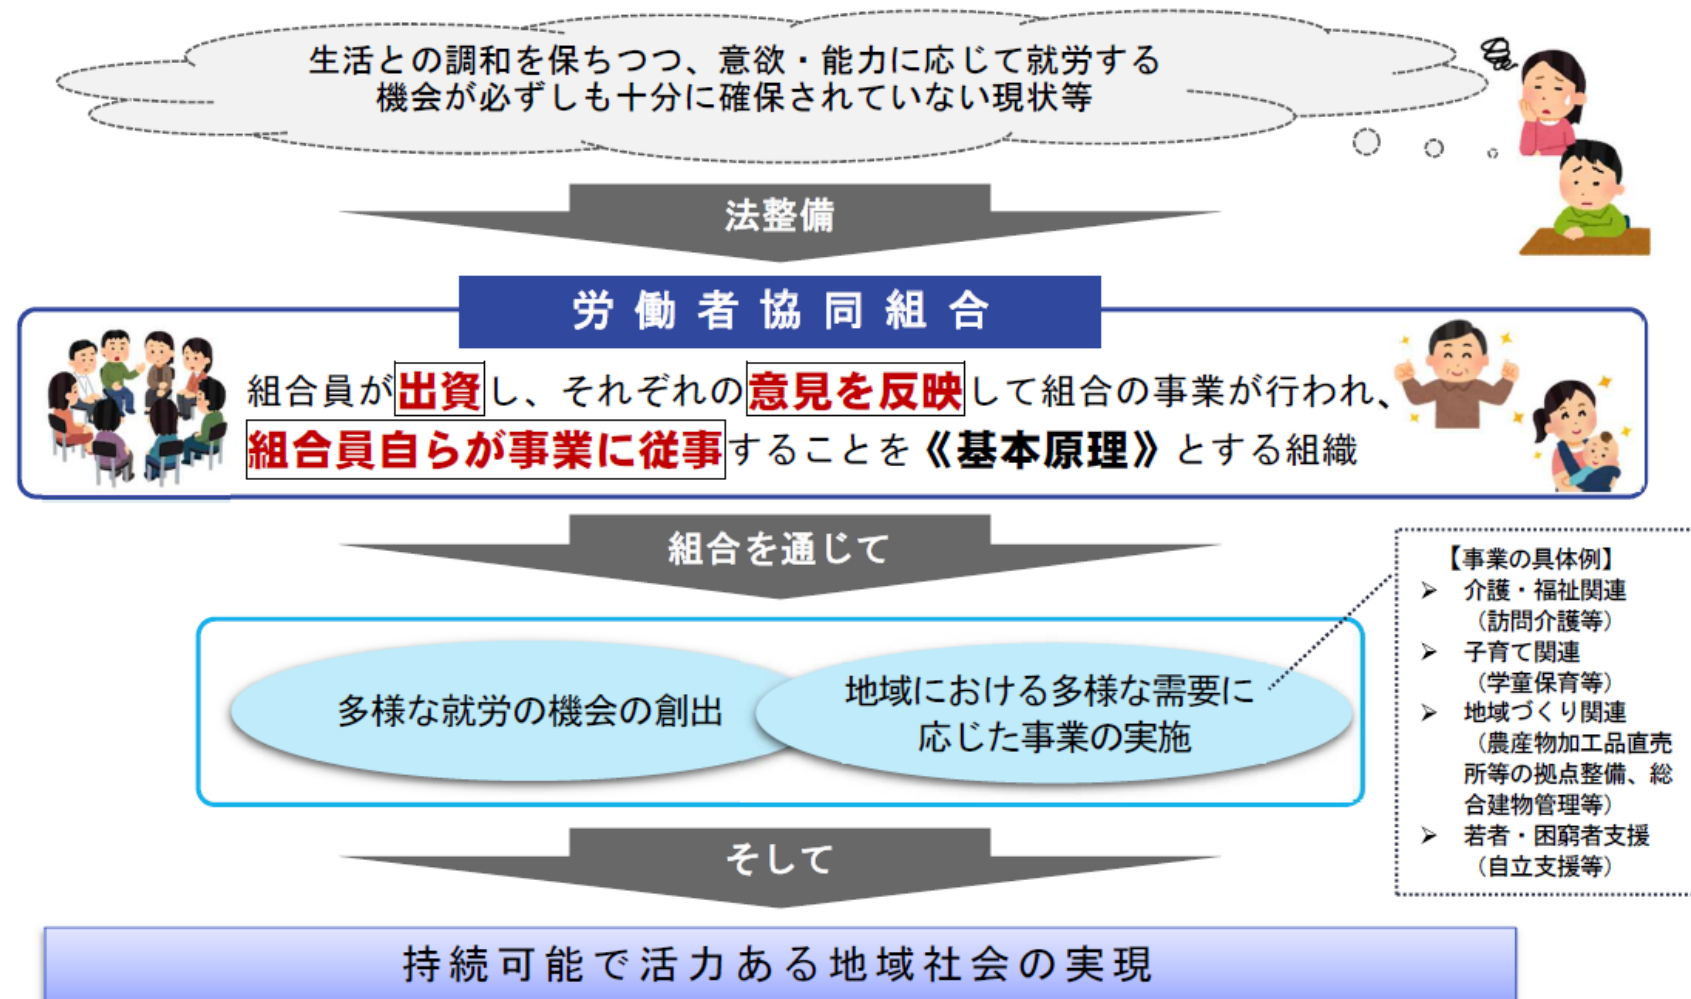 生活との調和を保ちつつ、意欲・能力に応じて就労する
機会が必ずしも十分に確保されていない現状等
法整備
労働者協同組合
組合員が出資し、それぞれの意見を反映して組合の事業が行われ、
組合員自らが事業に従事することを《基本原理》とする組織
組合を通じて
多様な就労の機会の創出
地域における多様な需要に
応じた事業の実施
【事業の具体例】
➢ 介護・福祉関連
（訪問介護等）
➢ 子育て関連
（学童保育等）
➢ 地域づくり関連
（農産物加工品直売
所等の拠点整備、総
合建物管理等）
➢ 若者・困窮者支援
（自立支援等）
そして
持続可能で活力ある地域社会の実現